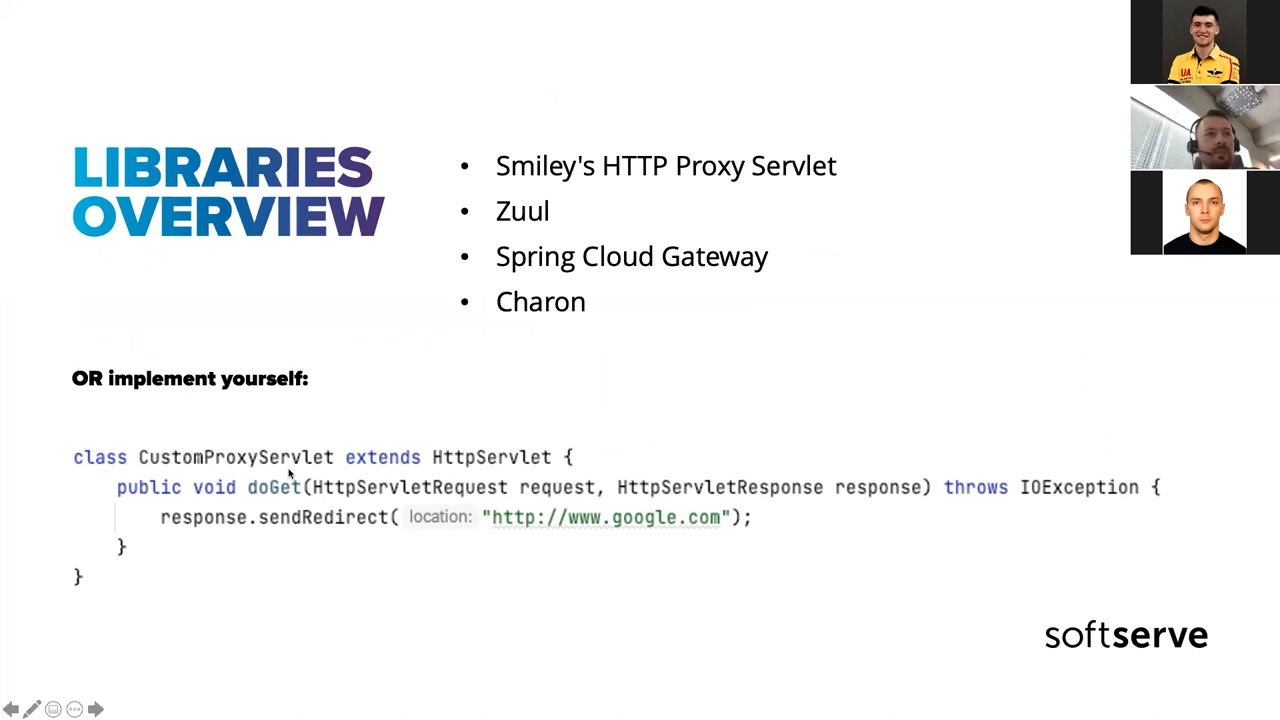 LIBRARIES
OVERVIEW
• Smiley's HTTP Proxy Servlet
• Zuul
• Spring Cloud Gateway
• Charon
OR implement yourself:
class CustomProxyServlet extends HttpServlet {
public void doGet(HttpServletRequest request, HttpServletResponse response) throws IOException {
response.sendRedirect( location: "http://www.google.com");
}
}
softserve
UA